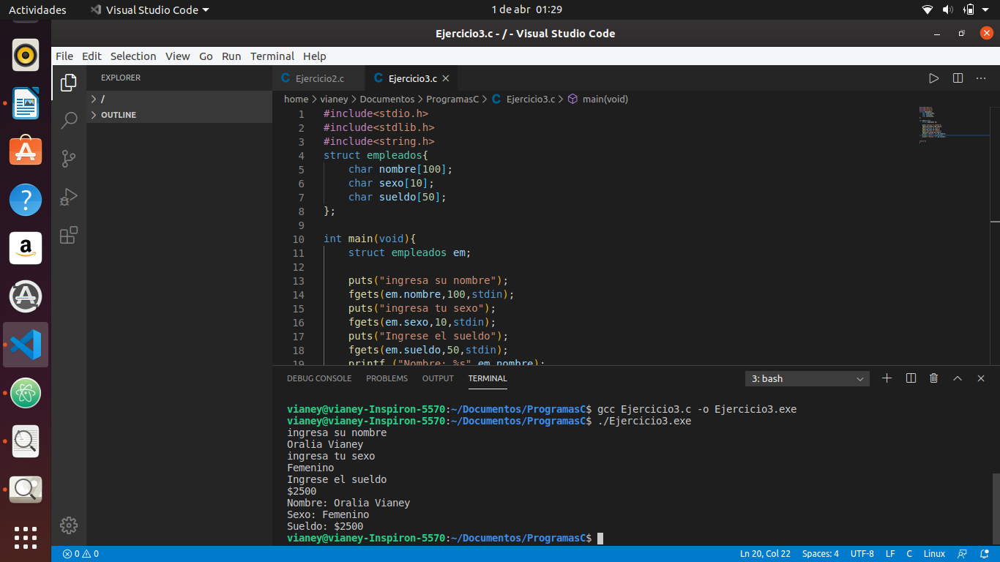 Actividades Visual Studio Code 1 de abr 01:29
Ejercicio3.c - / - Visual Studio Code
File Edit Selection View Go Run Terminal Help
EXPLORER
/
OUTLINE
Ejercicio2.c Ejercicio3.c
home > vianey > Documentos > ProgramasC > C Ejercicio3.c > main(void)
1 #include<stdio.h>
2 #include<stdlib.h>
3 #include<string.h>
4 struct empleados{
5 char nombre[100];
6 char sexo[10];
7 char sueldo[50];
8 };
9
10 int main(void){
11 struct empleados em;
12
13 puts("ingresa su nombre");
14 fgets(em.nombre,100,stdin);
15 puts("ingresa tu sexo");
16 fgets(em.sexo,10,stdin);
17 puts("Ingrese el sueldo");
18 fgets(em.sueldo,50,stdin);
19 printf ("Nombre: %s",em.nombre);
DEBUG CONSOLE PROBLEMS OUTPUT TERMINAL 3: bash
vianey@vianey-Inspiron-5570:~/Documentos/ProgramasC$ gcc Ejercicio3.c -o Ejercicio3.exe
vianey@vianey-Inspiron-5570:~/Documentos/ProgramasC$ ./Ejercicio3.exe
ingresa su nombre
Oralia Vianey
ingresa tu sexo
Femenino
Ingrese el sueldo
$2500
Nombre: Oralia Vianey
Sexo: Femenino
Sueldo: $2500
vianey@vianey-Inspiron-5570:~/Documentos/ProgramasC$
0 0 Ln 20, Col 22 Spaces: 4 UTF-8 LF C Linux